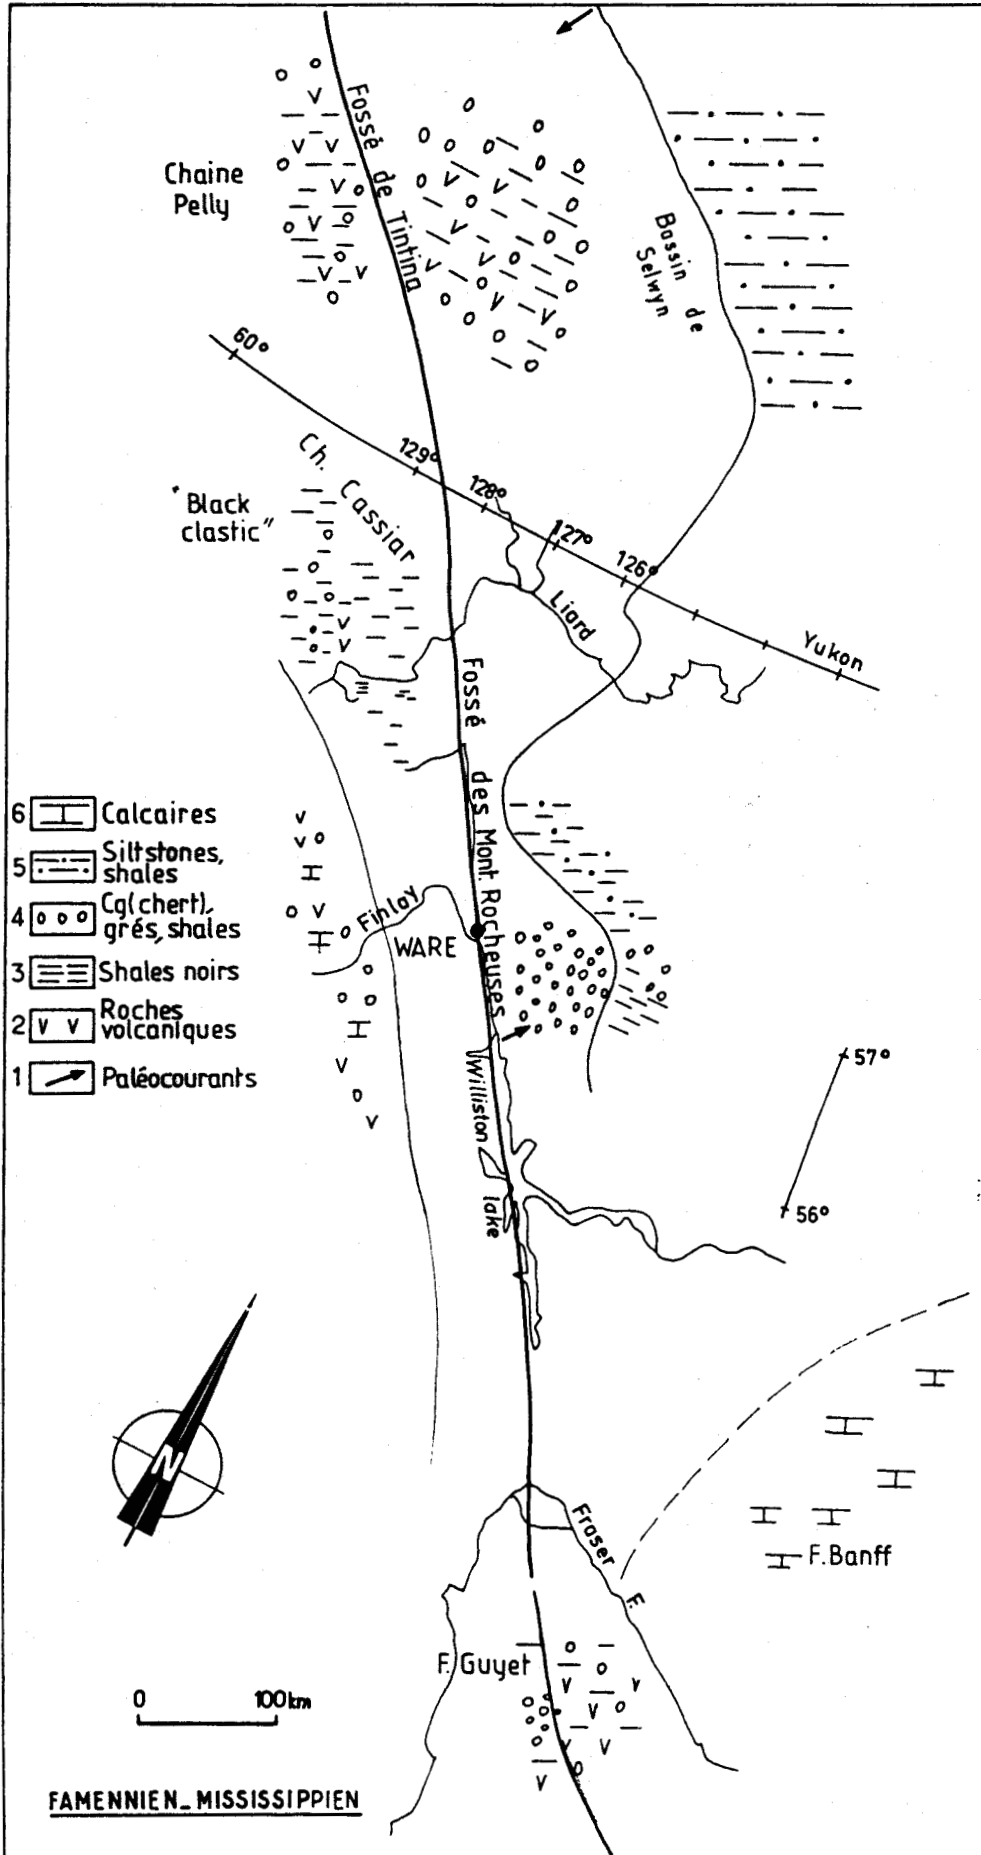 Fossé de Tintina
Chaine
Pelly
Bassin de
Selwyn
60°
129°
128°
127°
126°
Yukon
Ch. Cassiar
"Black
clastic"
Liard
Fossé des Mont. Rocheuses
6 Calcaires
5 Siltstones,
shales
4 Cg(chert),
grés, shales
3 Shales noirs
2 V V Roches
volcaniques
1 Paléocourants
Finlay
WARE
Williston
lake
57°
56°
N
Fraser F.
F. Banff
F. Guyet
0 100km
FAMENNIEN_MISSISSIPPIEN